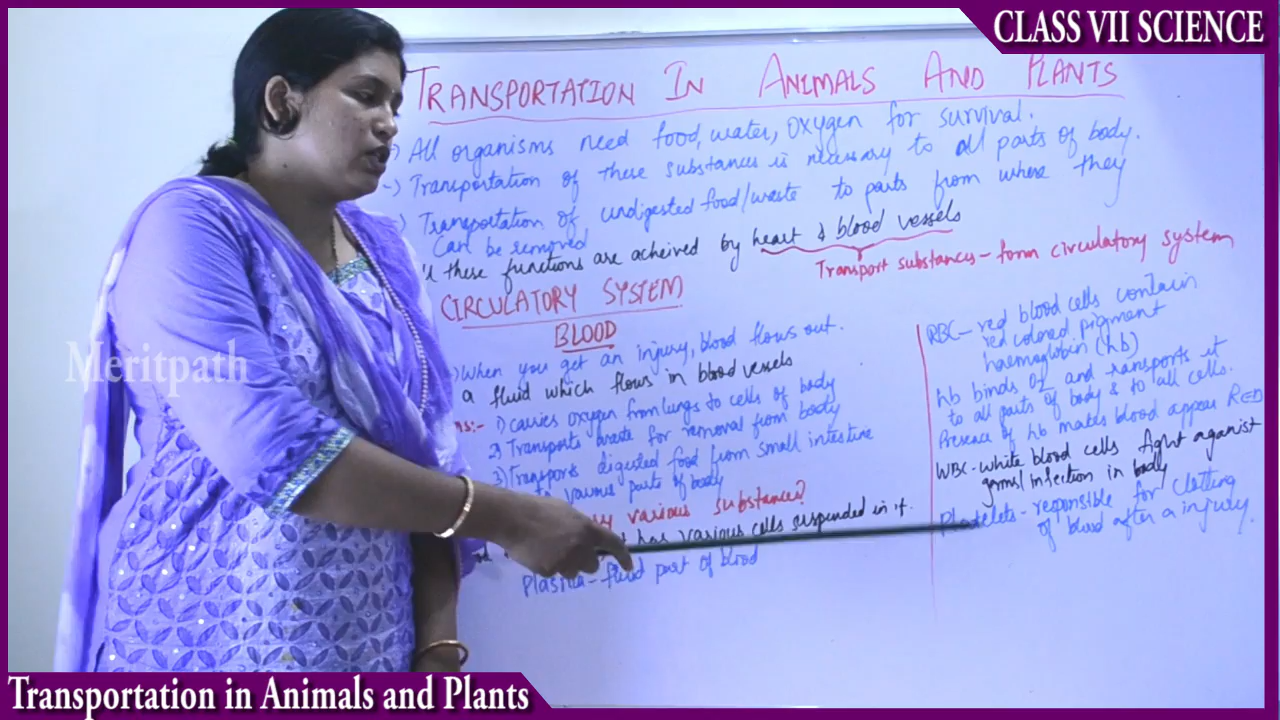 CLASS VII SCIENCE
TRANSPORTATION IN ANIMALS AND PLANTS
All organisms need food, water, oxygen for survival.
-) Transportation of these substances is necessary to all parts of body.
) Transportation of undigested food/waste to parts from where they
can be removed
these functions are acheived by heart & blood vessels
Transport substances - form circulatory system
CIRCULATORY SYSTEM
BLOOD
) When you get an injury, blood flows out.
a fluid which flows in blood vessels
ns:- 1) carries oxygen from lungs to cells of body
2) Transports waste for removal from body
3) Transports digested food from small intestine
to various parts of body
various substances?
has various cells suspended in it.
Plasma - fluid part of blood
RBC - red blood cells contain
red colored pigment
haemoglobin (hb)
hb binds O2 and transports it
to all parts of body & to all cells.
Presence of hb makes blood appear RED
WBC - white blood cells fight aganist
germs/infection in body
Platelets - reponsible for clotting
of blood after a injury.
Meritpath
Transportation in Animals and Plants